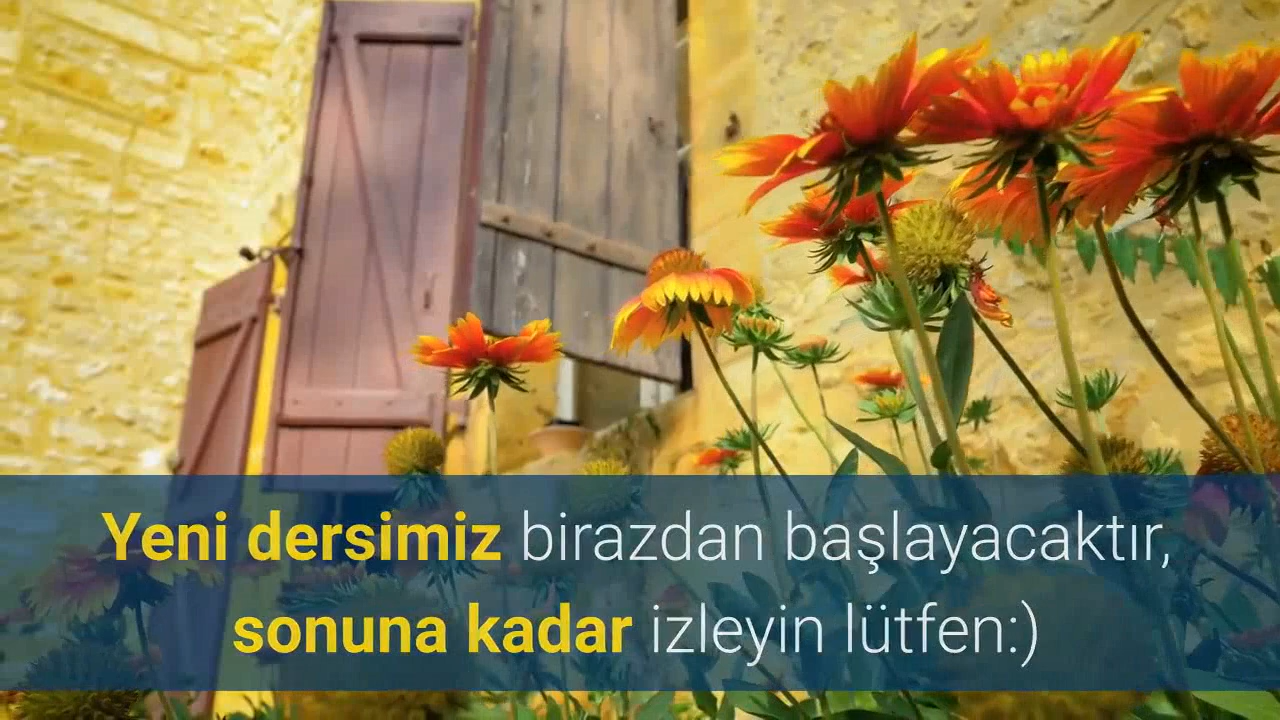 Yeni dersimiz birazdan başlayacaktır,
sonuna kadar izleyin lütfen:)